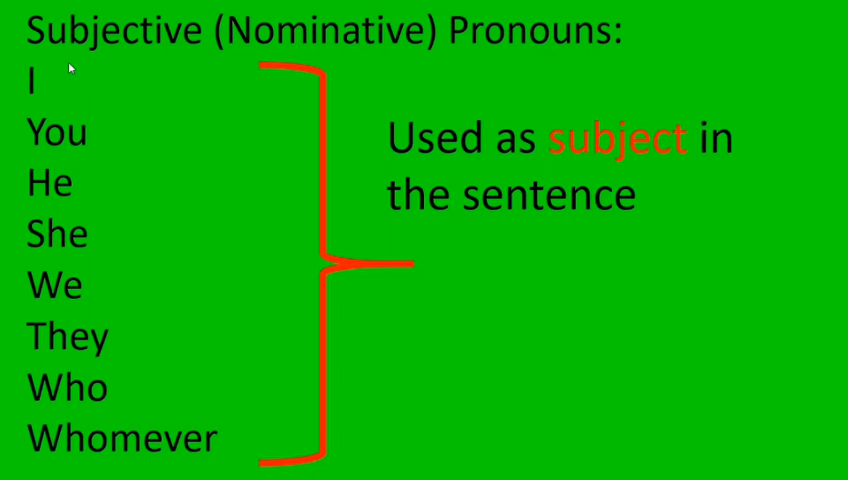 Subjective (Nominative) Pronouns:
I
You
He
She
We
They
Who
Whomever
Used as subject in
the sentence